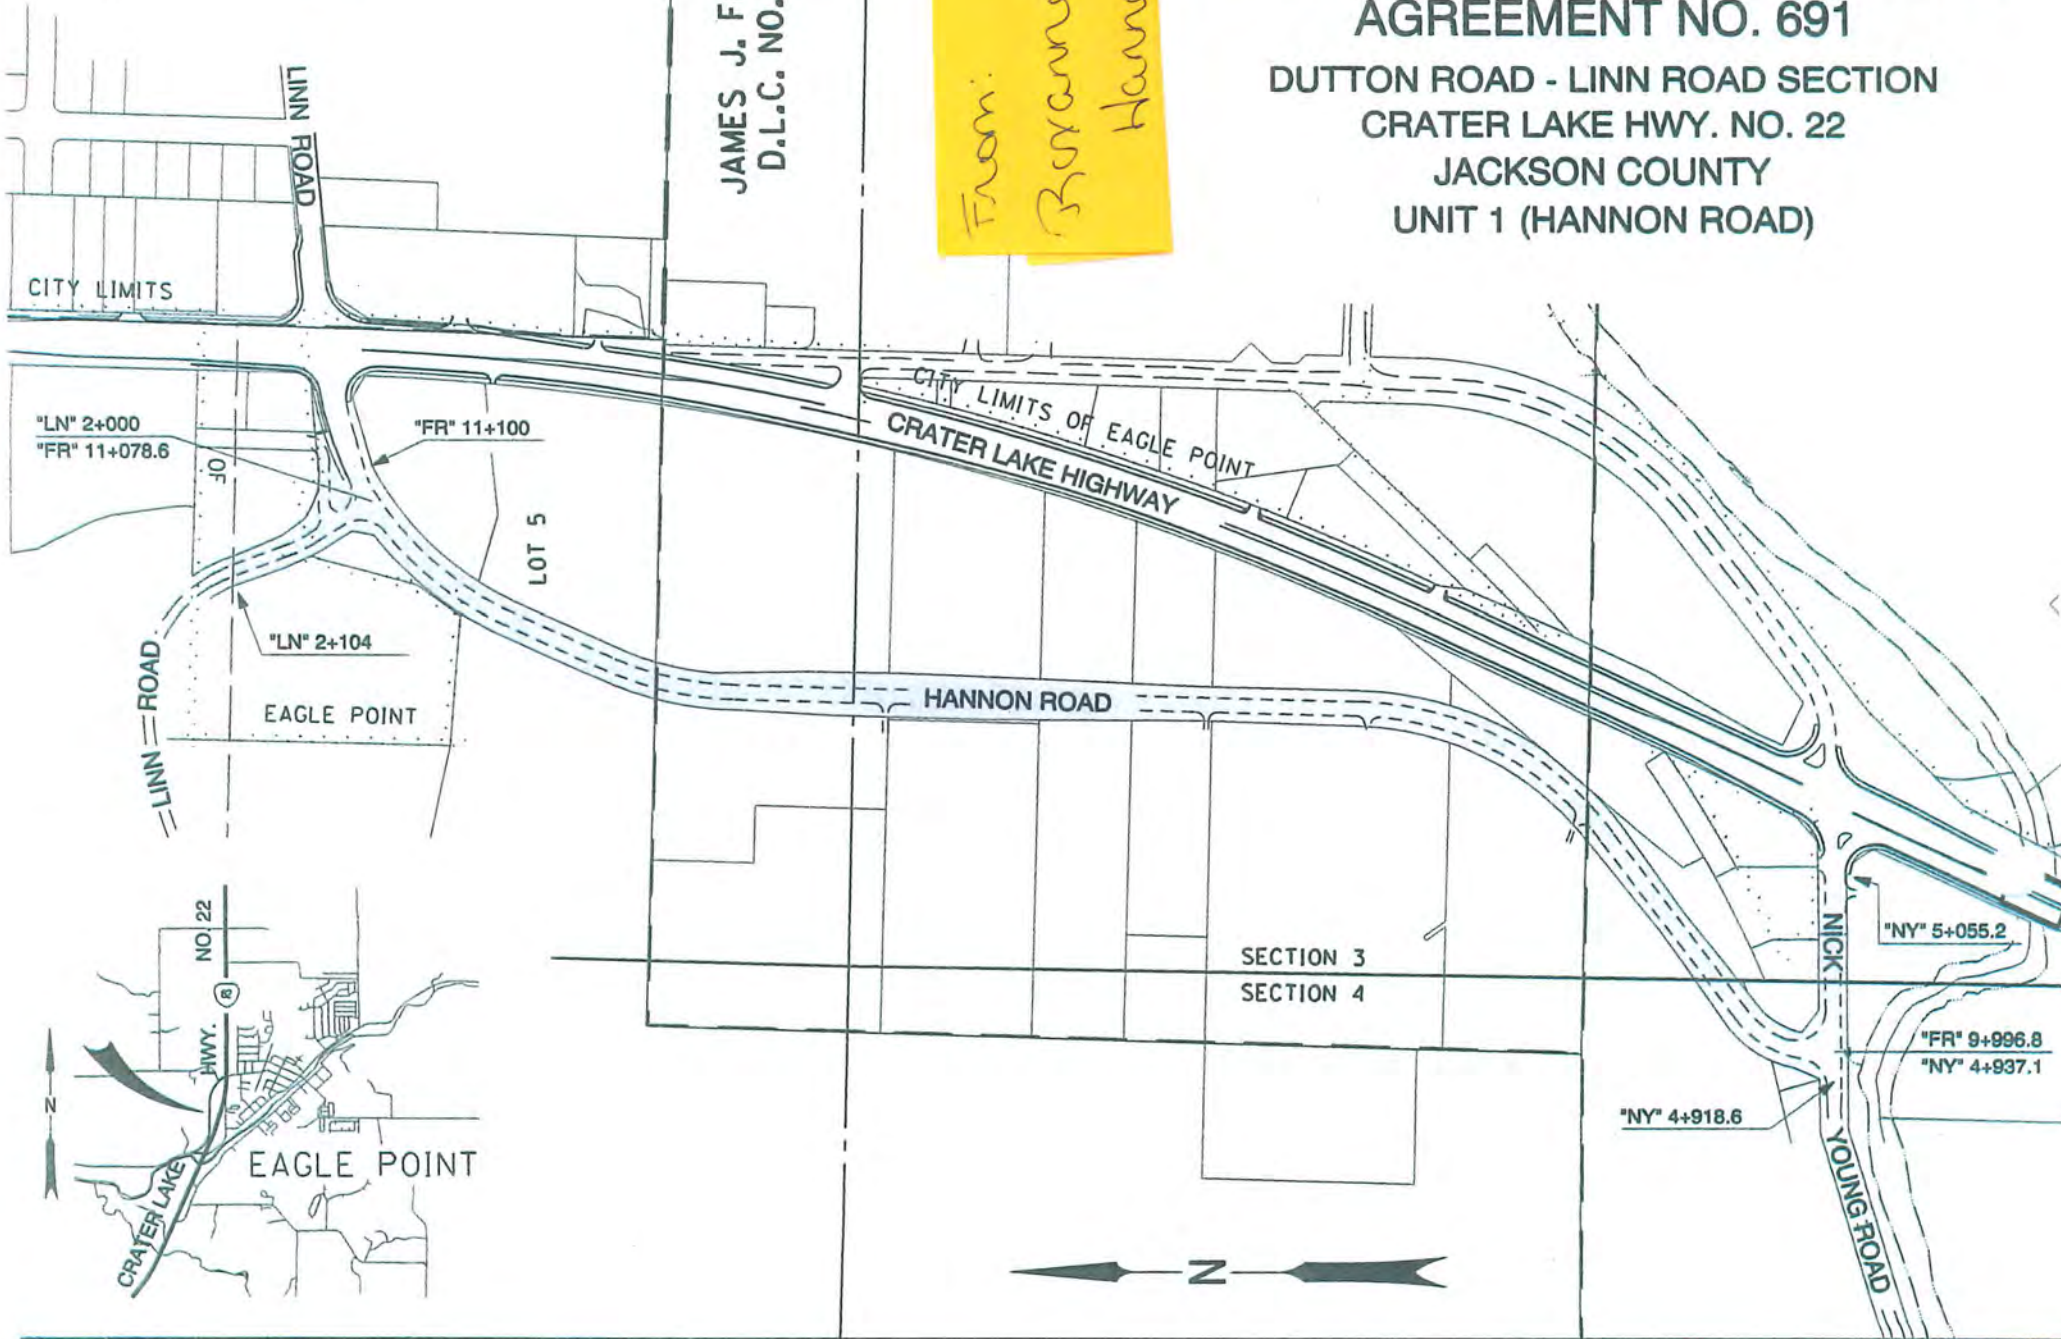 AGREEMENT NO. 691
DUTTON ROAD - LINN ROAD SECTION
CRATER LAKE HWY. NO. 22
JACKSON COUNTY
UNIT 1 (HANNON ROAD)
From:
JAMES J. F
D.L.C. NO.
LINN ROAD
CITY LIMITS
OF
EAGLE POINT
"LN" 2+000
"FR" 11+078.6
"FR" 11+100
CITY LIMITS OF EAGLE POINT
CRATER LAKE HIGHWAY
LOT 5
"LN" 2+104
LINN ROAD
HANNON ROAD
SECTION 3
SECTION 4
NICK
YOUNG ROAD
"NY" 5+055.2
"FR" 9+996.8
"NY" 4+937.1
"NY" 4+918.6
NO. 22
62
HWY.
CRATER LAKE
EAGLE POINT
N
N